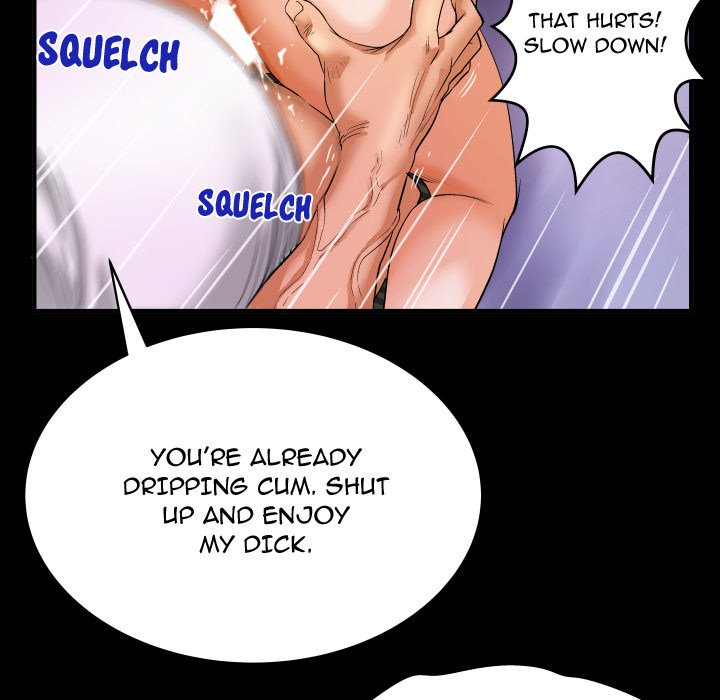 SQUELCH
THAT HURTS!
SLOW DOWN!
SQUELCH
YOU'RE ALREADY
DRIPPING CUM. SHUT
UP AND ENJOY
MY DICK.